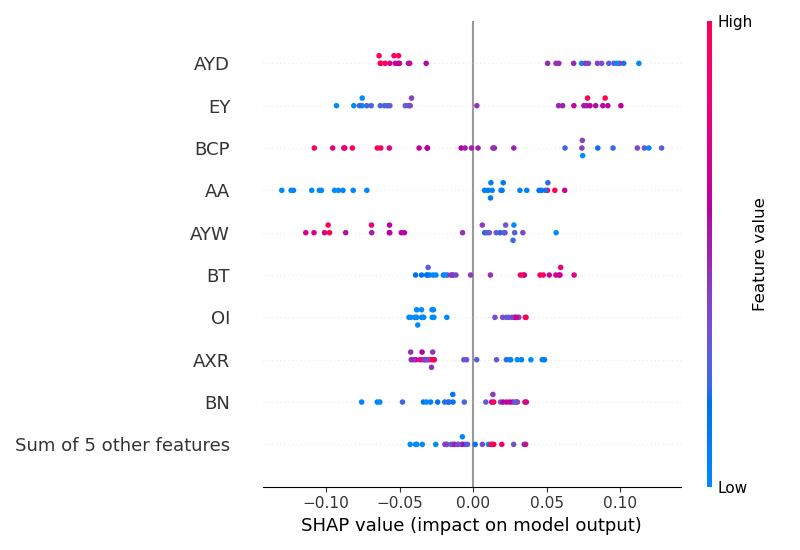 High
AYD
EY
BCP
AA
AYW
BT
OI
AXR
BN
Sum of 5 other features
Feature value
Low
−0.10 −0.05 0.00 0.05 0.10
SHAP value (impact on model output)